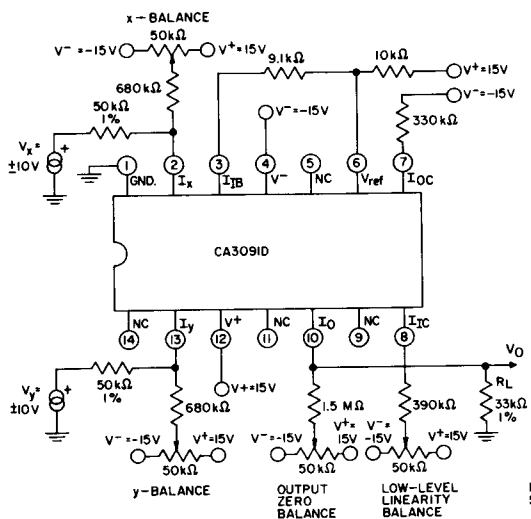 x-BALANCE
V⁻=-15V
50kΩ
V⁺=15V
680kΩ
50kΩ
1%
Vx=
±10V
+
9.1kΩ
10kΩ
V⁺=15V
V⁻=-15V
V⁻=-15V
330kΩ
1
2
3
4
5
6
7
GND.
Ix
IIB
V⁻
NC
Vref
IOC
CA3091D
NC
Iy
V+
NC
IO
NC
IIC
14
13
12
11
10
9
8
VO
Vy=
±10V
+
50kΩ
1%
680kΩ
V+=15V
1.5 MΩ
390kΩ
RL
33kΩ
1%
V⁻=-15V
V⁺=15V
50kΩ
V⁻=-15V
V⁺=
15V
50kΩ
V⁻=
-15V
V⁺=15V
50kΩ
y-BALANCE
OUTPUT
ZERO
BALANCE
LOW-LEVEL
LINEARITY
BALANCE